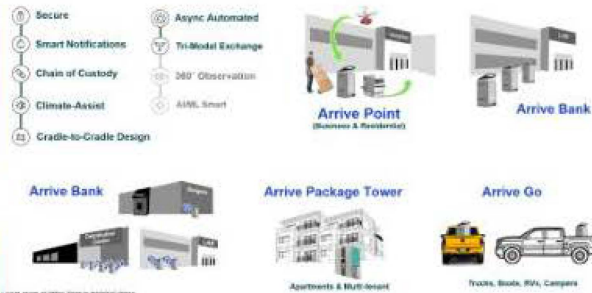 Secure
Smart Notifications
Chain of Custody
Climate-Assist
Cradle-to-Cradle Design
Async Automated
Tri-Modal Exchange
360° Observation
AI/ML Smart
Arrive Point
(Business & Residential)
Arrive Bank
Arrive Bank
Arrive Package Tower
Apartments & Multi-tenant
Arrive Go
Trucks, Boats, RVs, Campers